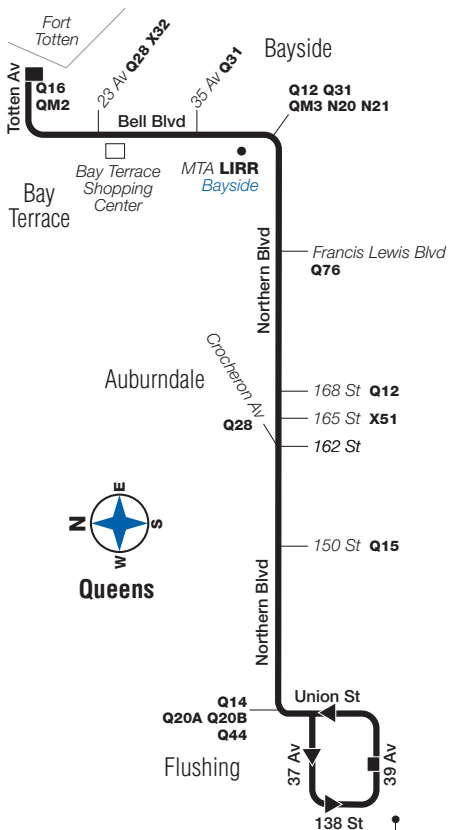 Fort
Totten
Totten Av
Q16
QM2
23 Av Q28 X32
35 Av Q31
Bayside
Q12 Q31
QM3 N20 N21
Bell Blvd
Bay Terrace
Shopping
Center
MTA LIRR
Bayside
Bay
Terrace
Northern Blvd
Francis Lewis Blvd
Q76
Auburndale
Crocheron Av
Q28
168 St Q12
165 St X51
162 St
N
E
S
W
Queens
150 St Q15
Northern Blvd
Q14
Q20A Q20B
Q44
Union St
Flushing
37 Av
39 Av
138 St